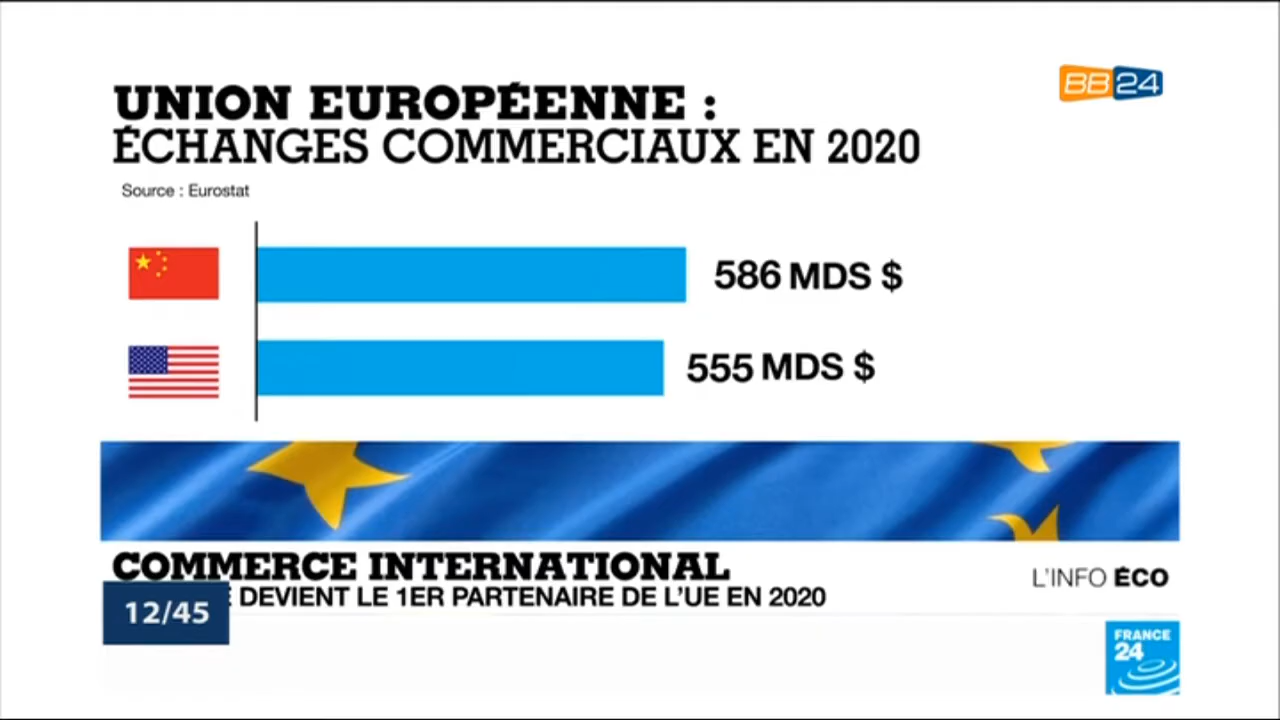 BB24
UNION EUROPÉENNE :
ÉCHANGES COMMERCIAUX EN 2020
Source : Eurostat
586 MDS $
555 MDS $
COMMERCE INTERNATIONAL
DEVIENT LE 1ER PARTENAIRE DE L'UE EN 2020
L'INFO ÉCO
12/45
FRANCE
24